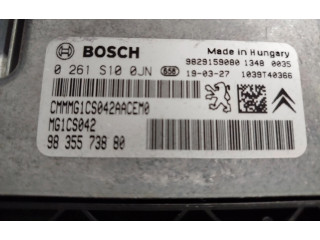 BOSCH
Made in Hungary
9829159080 1348 0035
0 261 S10 0JN 658 19-03-27 1039T40366
CMMMG1CS042AACEM0
MG1CS042
98 355 738 80